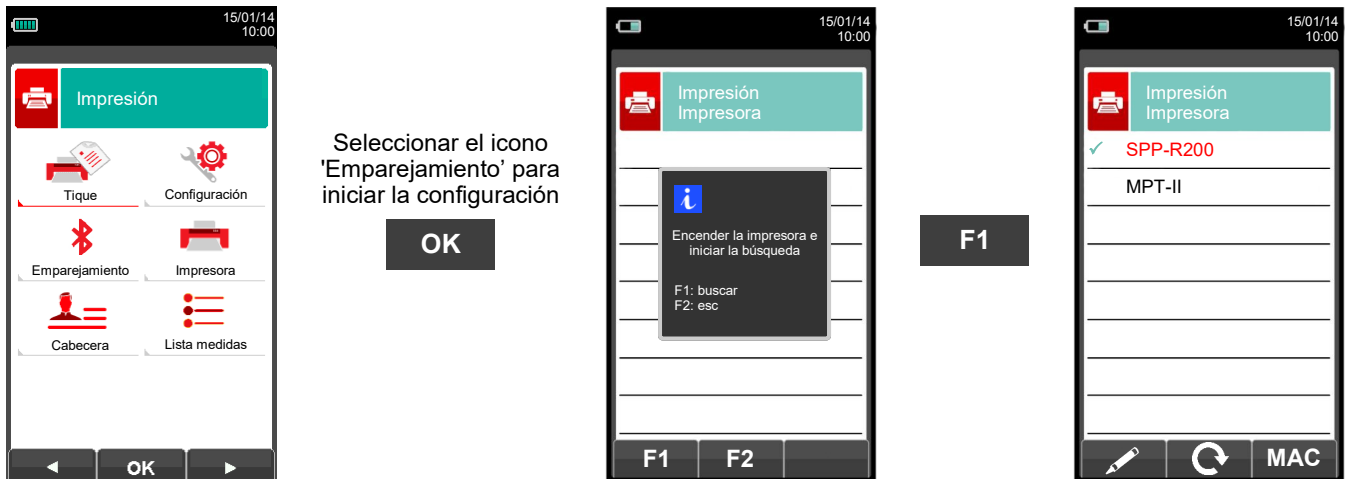 15/01/14
10:00
Impresión
Tique
Configuración
Emparejamiento
Impresora
Cabecera
Lista medidas
OK
Seleccionar el icono
'Emparejamiento’ para
iniciar la configuración
OK
15/01/14
10:00
Impresión
Impresora
i
Encender la impresora e
iniciar la búsqueda
F1: buscar
F2: esc
F1
F2
F1
15/01/14
10:00
Impresión
Impresora
SPP-R200
MPT-II
MAC